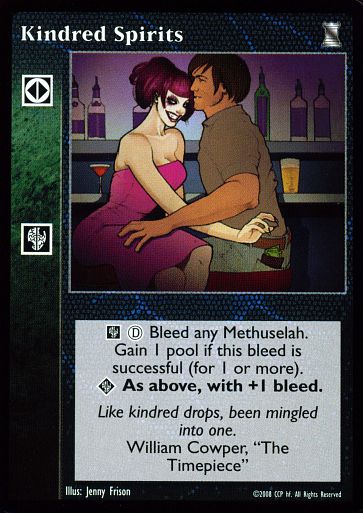 Kindred Spirits
Ⓓ Bleed any Methuselah.
Gain 1 pool if this bleed is
successful (for 1 or more).
As above, with +1 bleed.
Like kindred drops, been mingled
into one.
William Cowper, “The
Timepiece”
Illus: Jenny Frison
©2008 CCP hf. All Rights Reserved